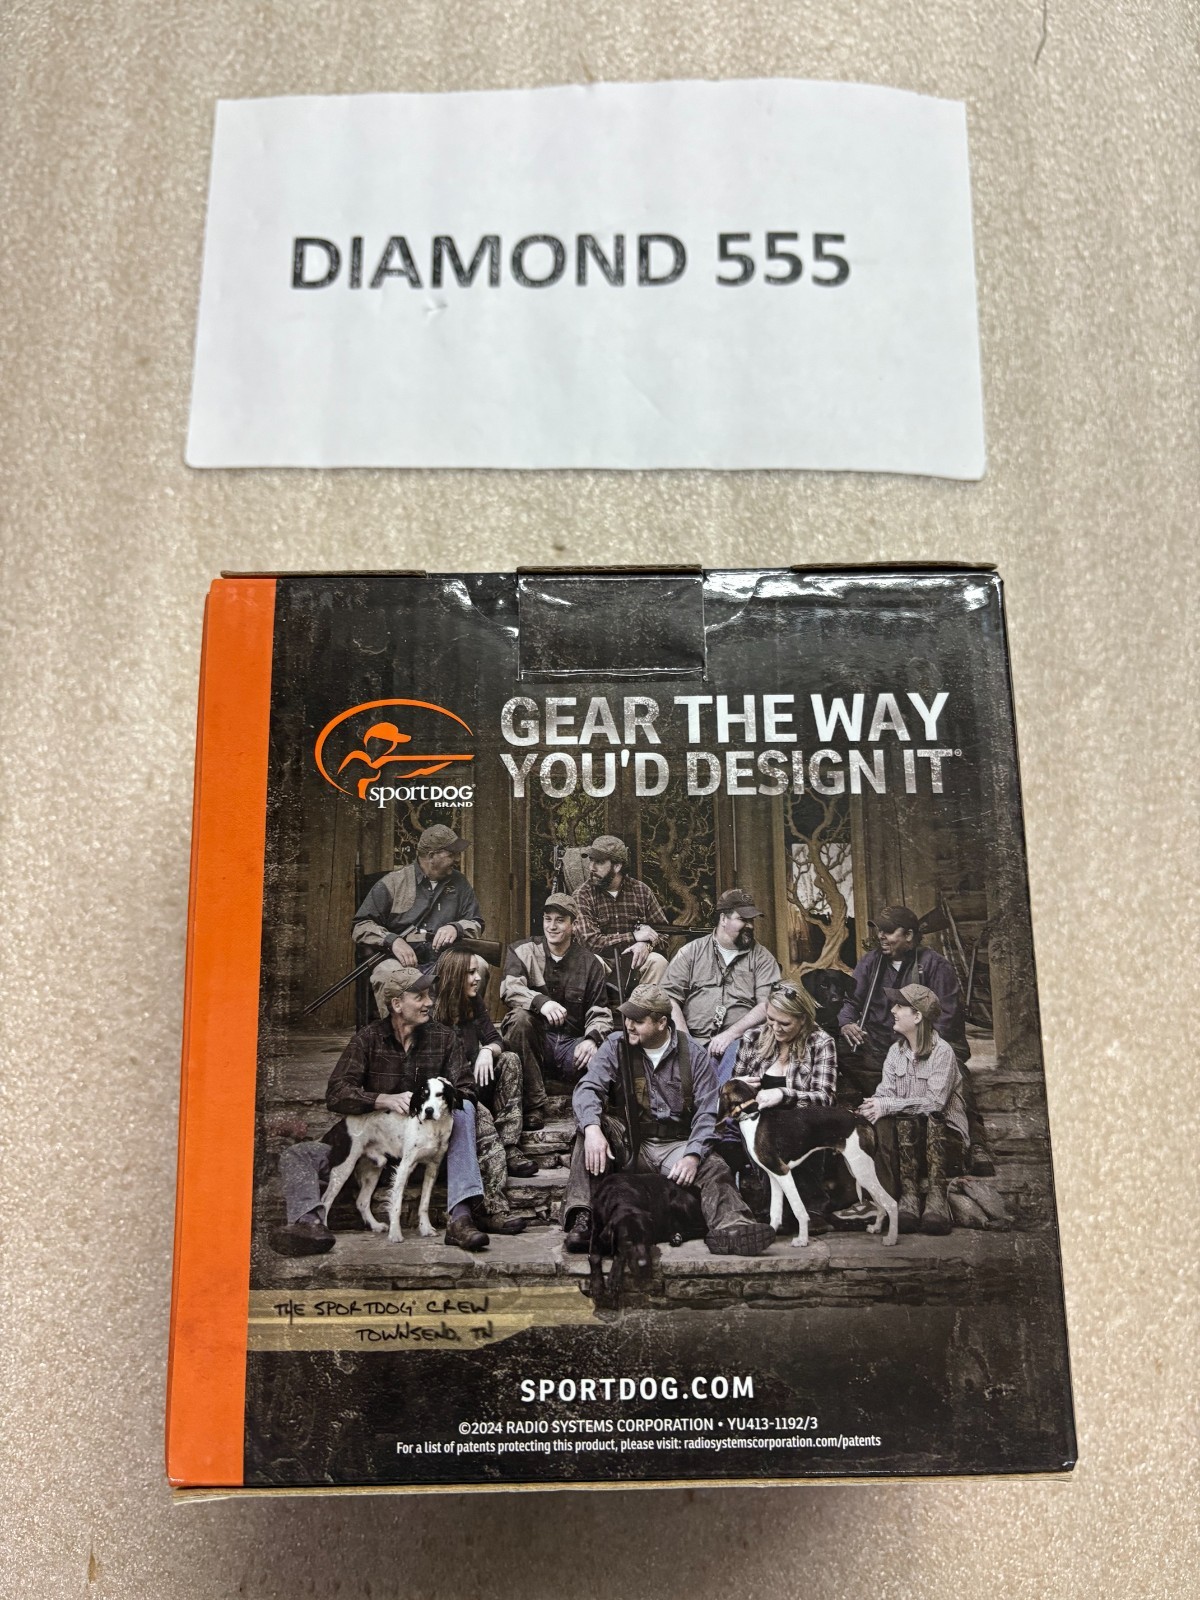 DIAMOND 555
GEAR THE WAY
YOU'D DESIGN IT®
sportDOG
BRAND
THE SPORTDOG CREW
TOWNSEND, TN
SPORTDOG.COM
©2024 RADIO SYSTEMS CORPORATION • YU413-1192/3
For a list of patents protecting this product, please visit: radiosystemscorporation.com/patents